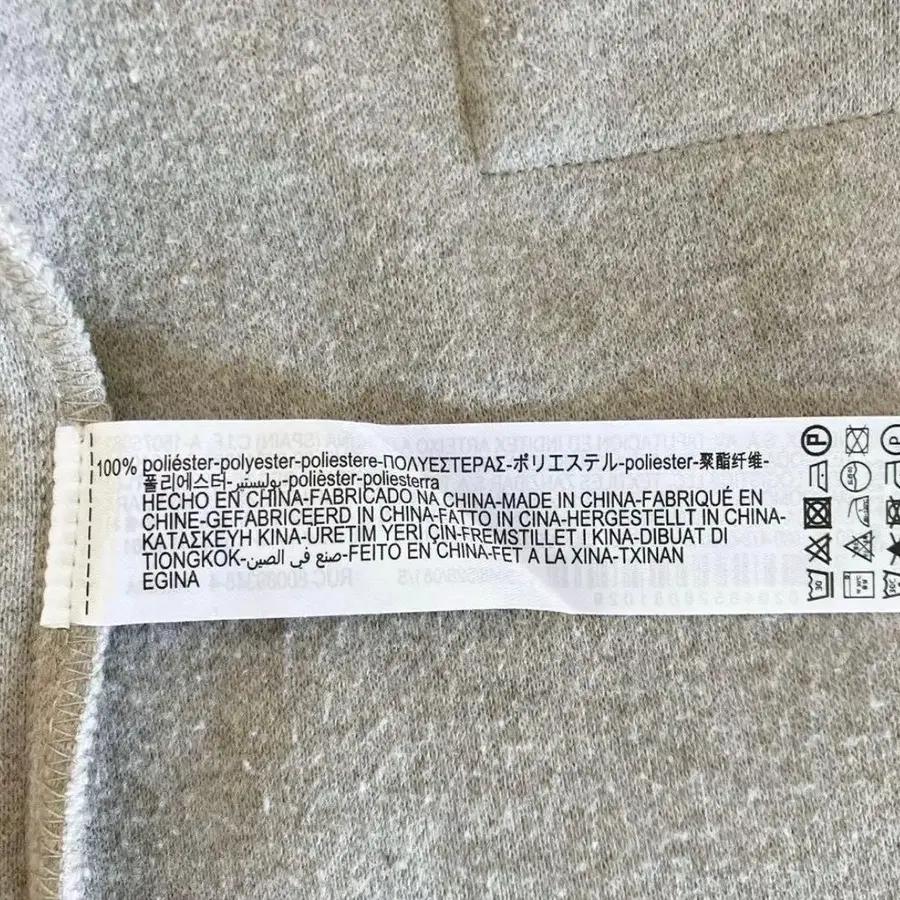 100% poliéster-polyester-poliestere-ΠΟΛΥΕΣΤΕΡΑΣ-ポリエステル-poliester-聚酯纤维-
폴리에스터-بوليستير-polièster-poliesterra
HECHO EN CHINA-FABRICADO NA CHINA-MADE IN CHINA-FABRIQUÉ EN
CHINE-GEFABRICEERD IN CHINA-FATTO IN CINA-HERGESTELLT IN CHINA-
ΚΑΤΑΣΚΕΥΗ ΚΙΝΑ-ÜRETIM YERI ÇIN-FREMSTILLET I KINA-DIBUAT DI
TIONGKOK-صنع في الصين-FEITO EN CHINA-FET A LA XINA-TXINAN
EGINA